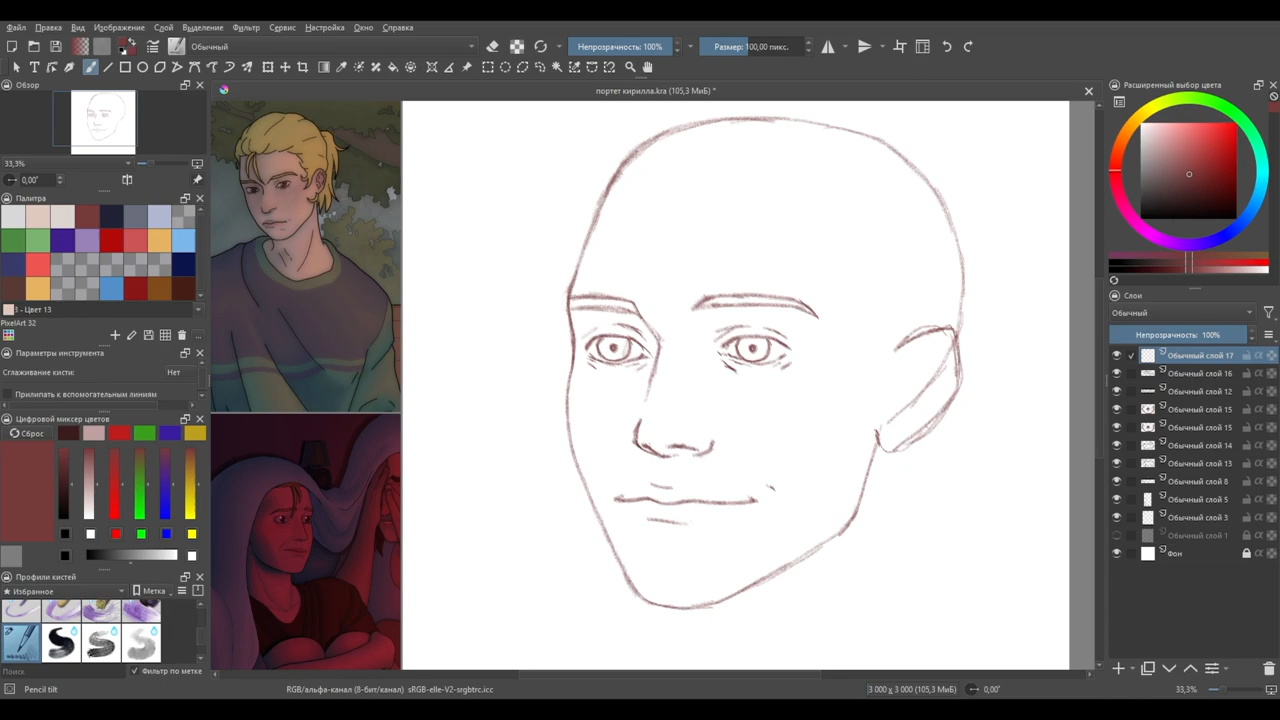 Файл Правка Вид Изображение Слой Выделение Фильтр Сервис Настройка Окно Справка
Обычный Непрозрачность: 100% Размер: 100,00 пикс.
Обзор
портет кирилла.kra (105,3 МиБ) *
Расширенный выбор цвета
33,3%
0,00°
Палитра
3 - Цвет 13
PixelArt 32
Параметры инструмента
Сглаживание кисти: Нет
Прилипать к вспомогательным линиям
Цифровой миксер цветов
Сброс
Профили кистей
Избранное Метка
Поиск Фильтр по метке
Слои
Обычный
Непрозрачность: 100%
Обычный слой 17
Обычный слой 16
Обычный слой 12
Обычный слой 15
Обычный слой 15
Обычный слой 14
Обычный слой 13
Обычный слой 8
Обычный слой 5
Обычный слой 3
Обычный слой 1
Фон
Pencil tilt RGB/альфа-канал (8-бит/канал) sRGB-elle-V2-srgbtrc.icc 3 000 x 3 000 (105,3 МиБ) 0,00° 33,3%